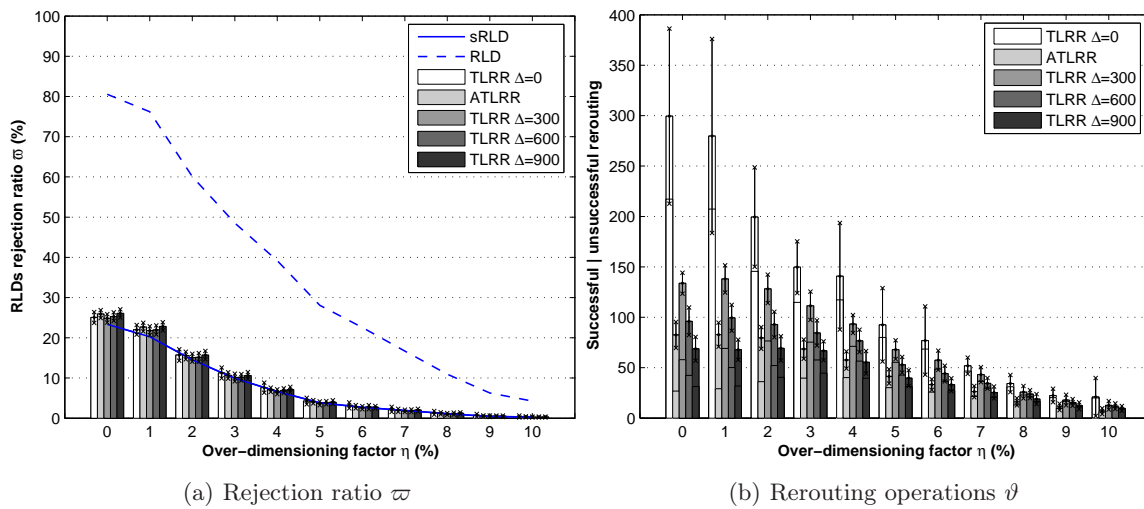 100
90
80
70
60
50
40
30
20
10
0
RLDs rejection ratio ϖ (%)
sRLD
RLD
TLRR Δ=0
ATLRR
TLRR Δ=300
TLRR Δ=600
TLRR Δ=900
0 1 2 3 4 5 6 7 8 9 10
Over−dimensioning factor η (%)
(a) Rejection ratio ϖ
400
350
300
250
200
150
100
50
0
Successful | unsuccessful rerouting
TLRR Δ=0
ATLRR
TLRR Δ=300
TLRR Δ=600
TLRR Δ=900
0 1 2 3 4 5 6 7 8 9 10
Over−dimensioning factor η (%)
(b) Rerouting operations ϑ